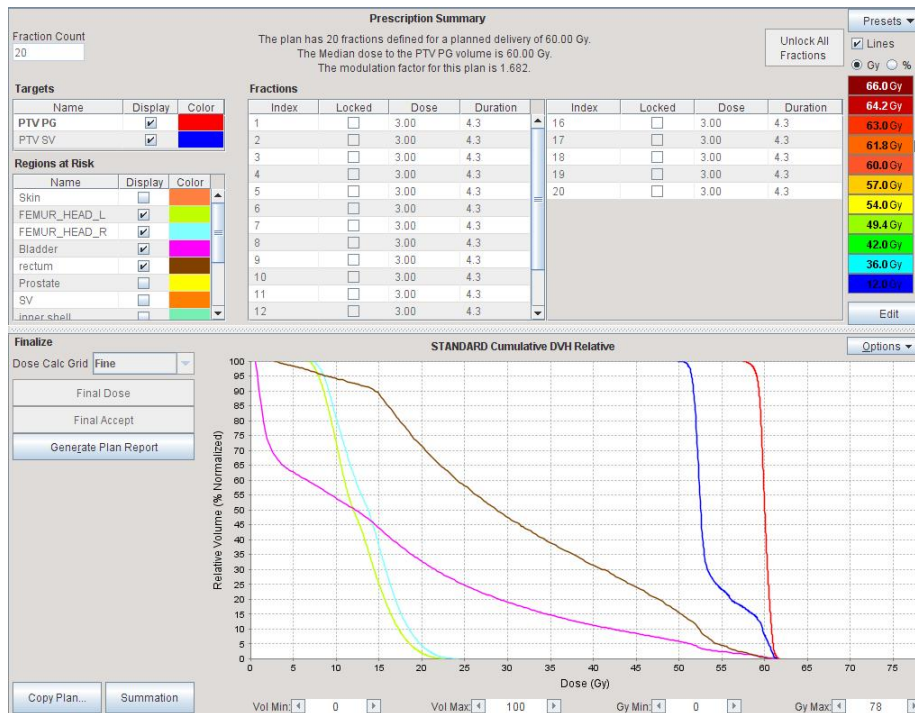 Prescription Summary
Presets
Fraction Count
20
The plan has 20 fractions defined for a planned delivery of 60.00 Gy.
The Median dose to the PTV PG volume is 60.00 Gy.
The modulation factor for this plan is 1.682.
Unlock All
Fractions
Lines
Gy %
Targets
Name Display Color
PTV PG
PTV SV
Regions at Risk
Name Display Color
Skin
FEMUR_HEAD_L
FEMUR_HEAD_R
Bladder
rectum
Prostate
SV
inner shell
Fractions
Index Locked Dose Duration
1 3.00 4.3
2 3.00 4.3
3 3.00 4.3
4 3.00 4.3
5 3.00 4.3
6 3.00 4.3
7 3.00 4.3
8 3.00 4.3
9 3.00 4.3
10 3.00 4.3
11 3.00 4.3
12 3.00 4.3
Index Locked Dose Duration
16 3.00 4.3
17 3.00 4.3
18 3.00 4.3
19 3.00 4.3
20 3.00 4.3
66.0 Gy
64.2 Gy
63.0 Gy
61.8 Gy
60.0 Gy
57.0 Gy
54.0 Gy
49.4 Gy
42.0 Gy
36.0 Gy
12.0 Gy
Edit
Finalize
Dose Calc Grid Fine
Final Dose
Final Accept
Generate Plan Report
Copy Plan... Summation
STANDARD Cumulative DVH Relative
Options
Relative Volume (% Normalized)
100
95
90
85
80
75
70
65
60
55
50
45
40
35
30
25
20
15
10
5
0
0 5 10 15 20 25 30 35 40 45 50 55 60 65 70 75
Dose (Gy)
Vol Min: 0 Vol Max: 100 Gy Min: 0 Gy Max: 78